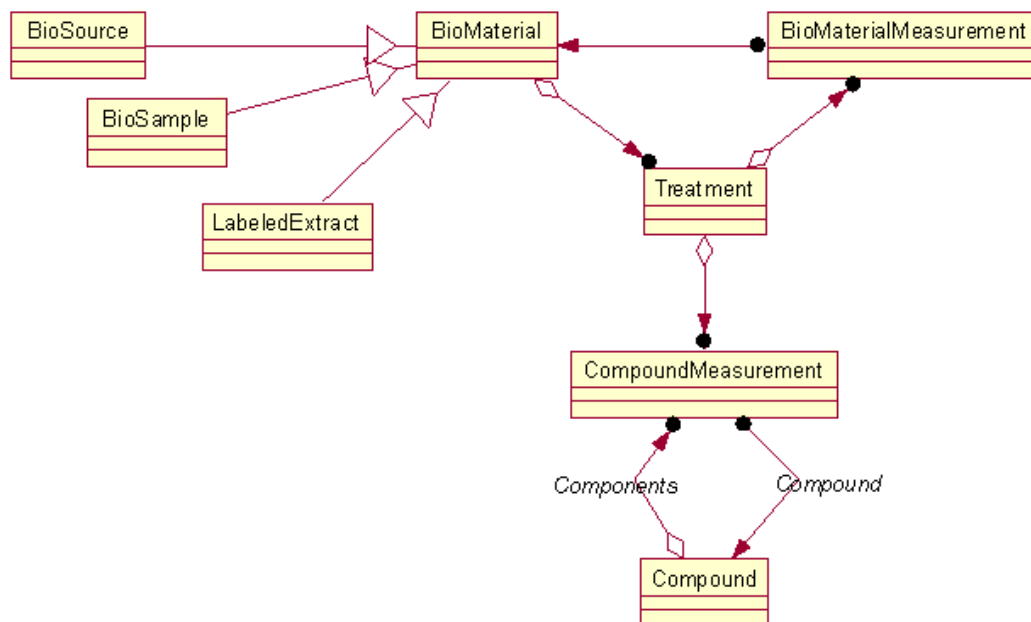 BioSource
BioMaterial
BioMaterialMeasurement
BioSample
Treatment
LabeledExtract
CompoundMeasurement
Components
Compound
Compound